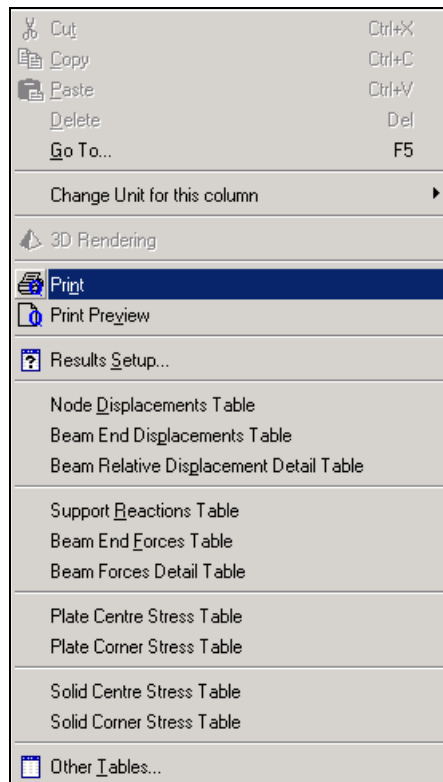 Cut Ctrl+X
Copy Ctrl+C
Paste Ctrl+V
Delete Del
Go To... F5
Change Unit for this column
3D Rendering
Print
Print Preview
Results Setup...
Node Displacements Table
Beam End Displacements Table
Beam Relative Displacement Detail Table
Support Reactions Table
Beam End Forces Table
Beam Forces Detail Table
Plate Centre Stress Table
Plate Corner Stress Table
Solid Centre Stress Table
Solid Corner Stress Table
Other Tables...